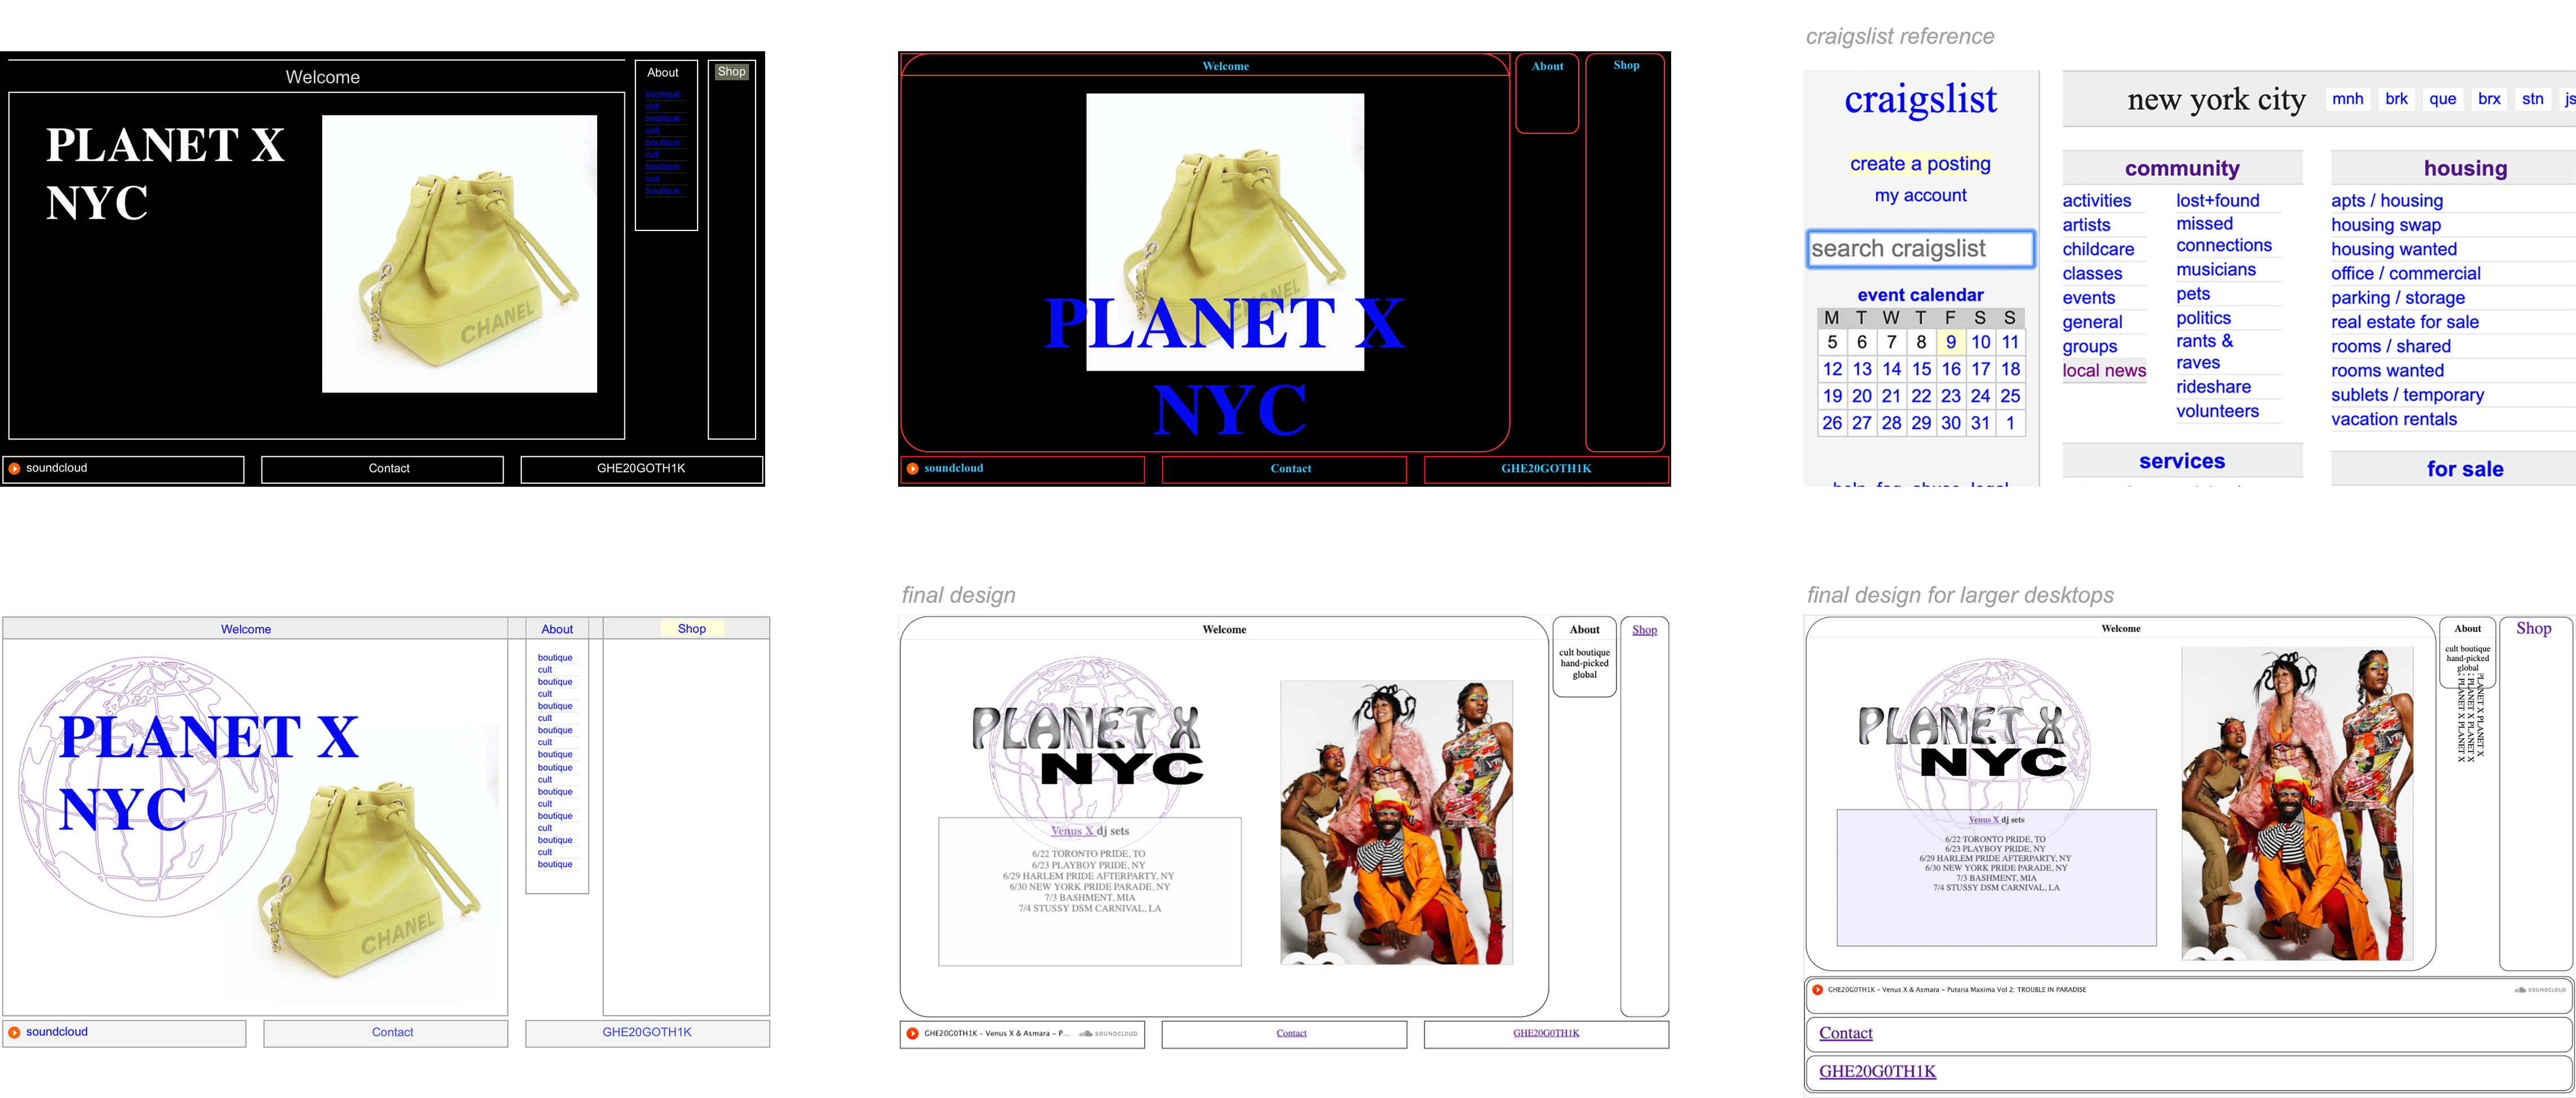 craigslist reference
Welcome
About
Shop
PLANET X
NYC
boutique
cult
boutique
cult
boutique
cult
boutique
cult
boutique
CHANEL
soundcloud
Contact
GHE20GOTH1K
Welcome
About
Shop
CHANEL
PLANET X
NYC
soundcloud
Contact
GHE20GOTH1K
craigslist
create a posting
my account
search craigslist
event calendar
M T W T F S S
5 6 7 8 9 10 11
12 13 14 15 16 17 18
19 20 21 22 23 24 25
26 27 28 29 30 31 1
help faq abuse legal
new york city mnh brk que brx stn
community
activities
artists
childcare
classes
events
general
groups
local news
lost+found
missed
connections
musicians
pets
politics
rants &
raves
rideshare
volunteers
services
housing
apts / housing
housing swap
housing wanted
office / commercial
parking / storage
real estate for sale
rooms / shared
rooms wanted
sublets / temporary
vacation rentals
for sale
Welcome
About
Shop
PLANET X
NYC
CHANEL
boutique
cult
boutique
cult
boutique
cult
boutique
cult
boutique
boutique
cult
boutique
cult
boutique
cult
boutique
cult
boutique
soundcloud
Contact
GHE20GOTH1K
final design
Welcome
About
cult boutique
hand-picked
global
Shop
PLANET X
NYC
Venus X dj sets
6/22 TORONTO PRIDE, TO
6/23 PLAYBOY PRIDE, NY
6/29 HARLEM PRIDE AFTERPARTY, NY
6/30 NEW YORK PRIDE PARADE, NY
7/3 BASHMENT, MIA
7/4 STUSSY DSM CARNIVAL, LA
GHE20G0TH1K - Venus X & Asmara - P... SOUNDCLOUD
Contact
GHE20G0TH1K
final design for larger desktops
Welcome
About
cult boutique
hand-picked
global
PLANET X PLANET X
PLANET X PLANET X
PLANET X PLANET X
Shop
PLANET X
NYC
Venus X dj sets
6/22 TORONTO PRIDE, TO
6/23 PLAYBOY PRIDE, NY
6/29 HARLEM PRIDE AFTERPARTY, NY
6/30 NEW YORK PRIDE PARADE, NY
7/3 BASHMENT, MIA
7/4 STUSSY DSM CARNIVAL, LA
GHE20G0TH1K - Venus X & Asmara - Putaria Maxima Vol 2: TROUBLE IN PARADISE SOUNDCLOUD
Contact
GHE20G0TH1K